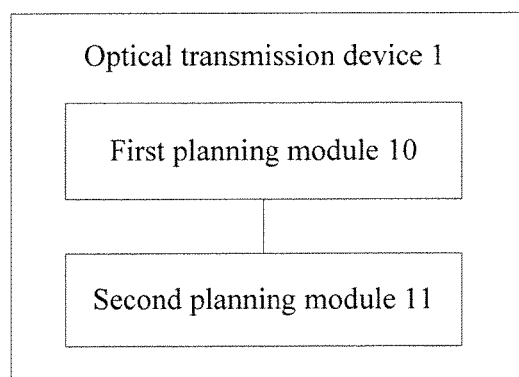 Optical transmission device 1
First planning module 10
Second planning module 11